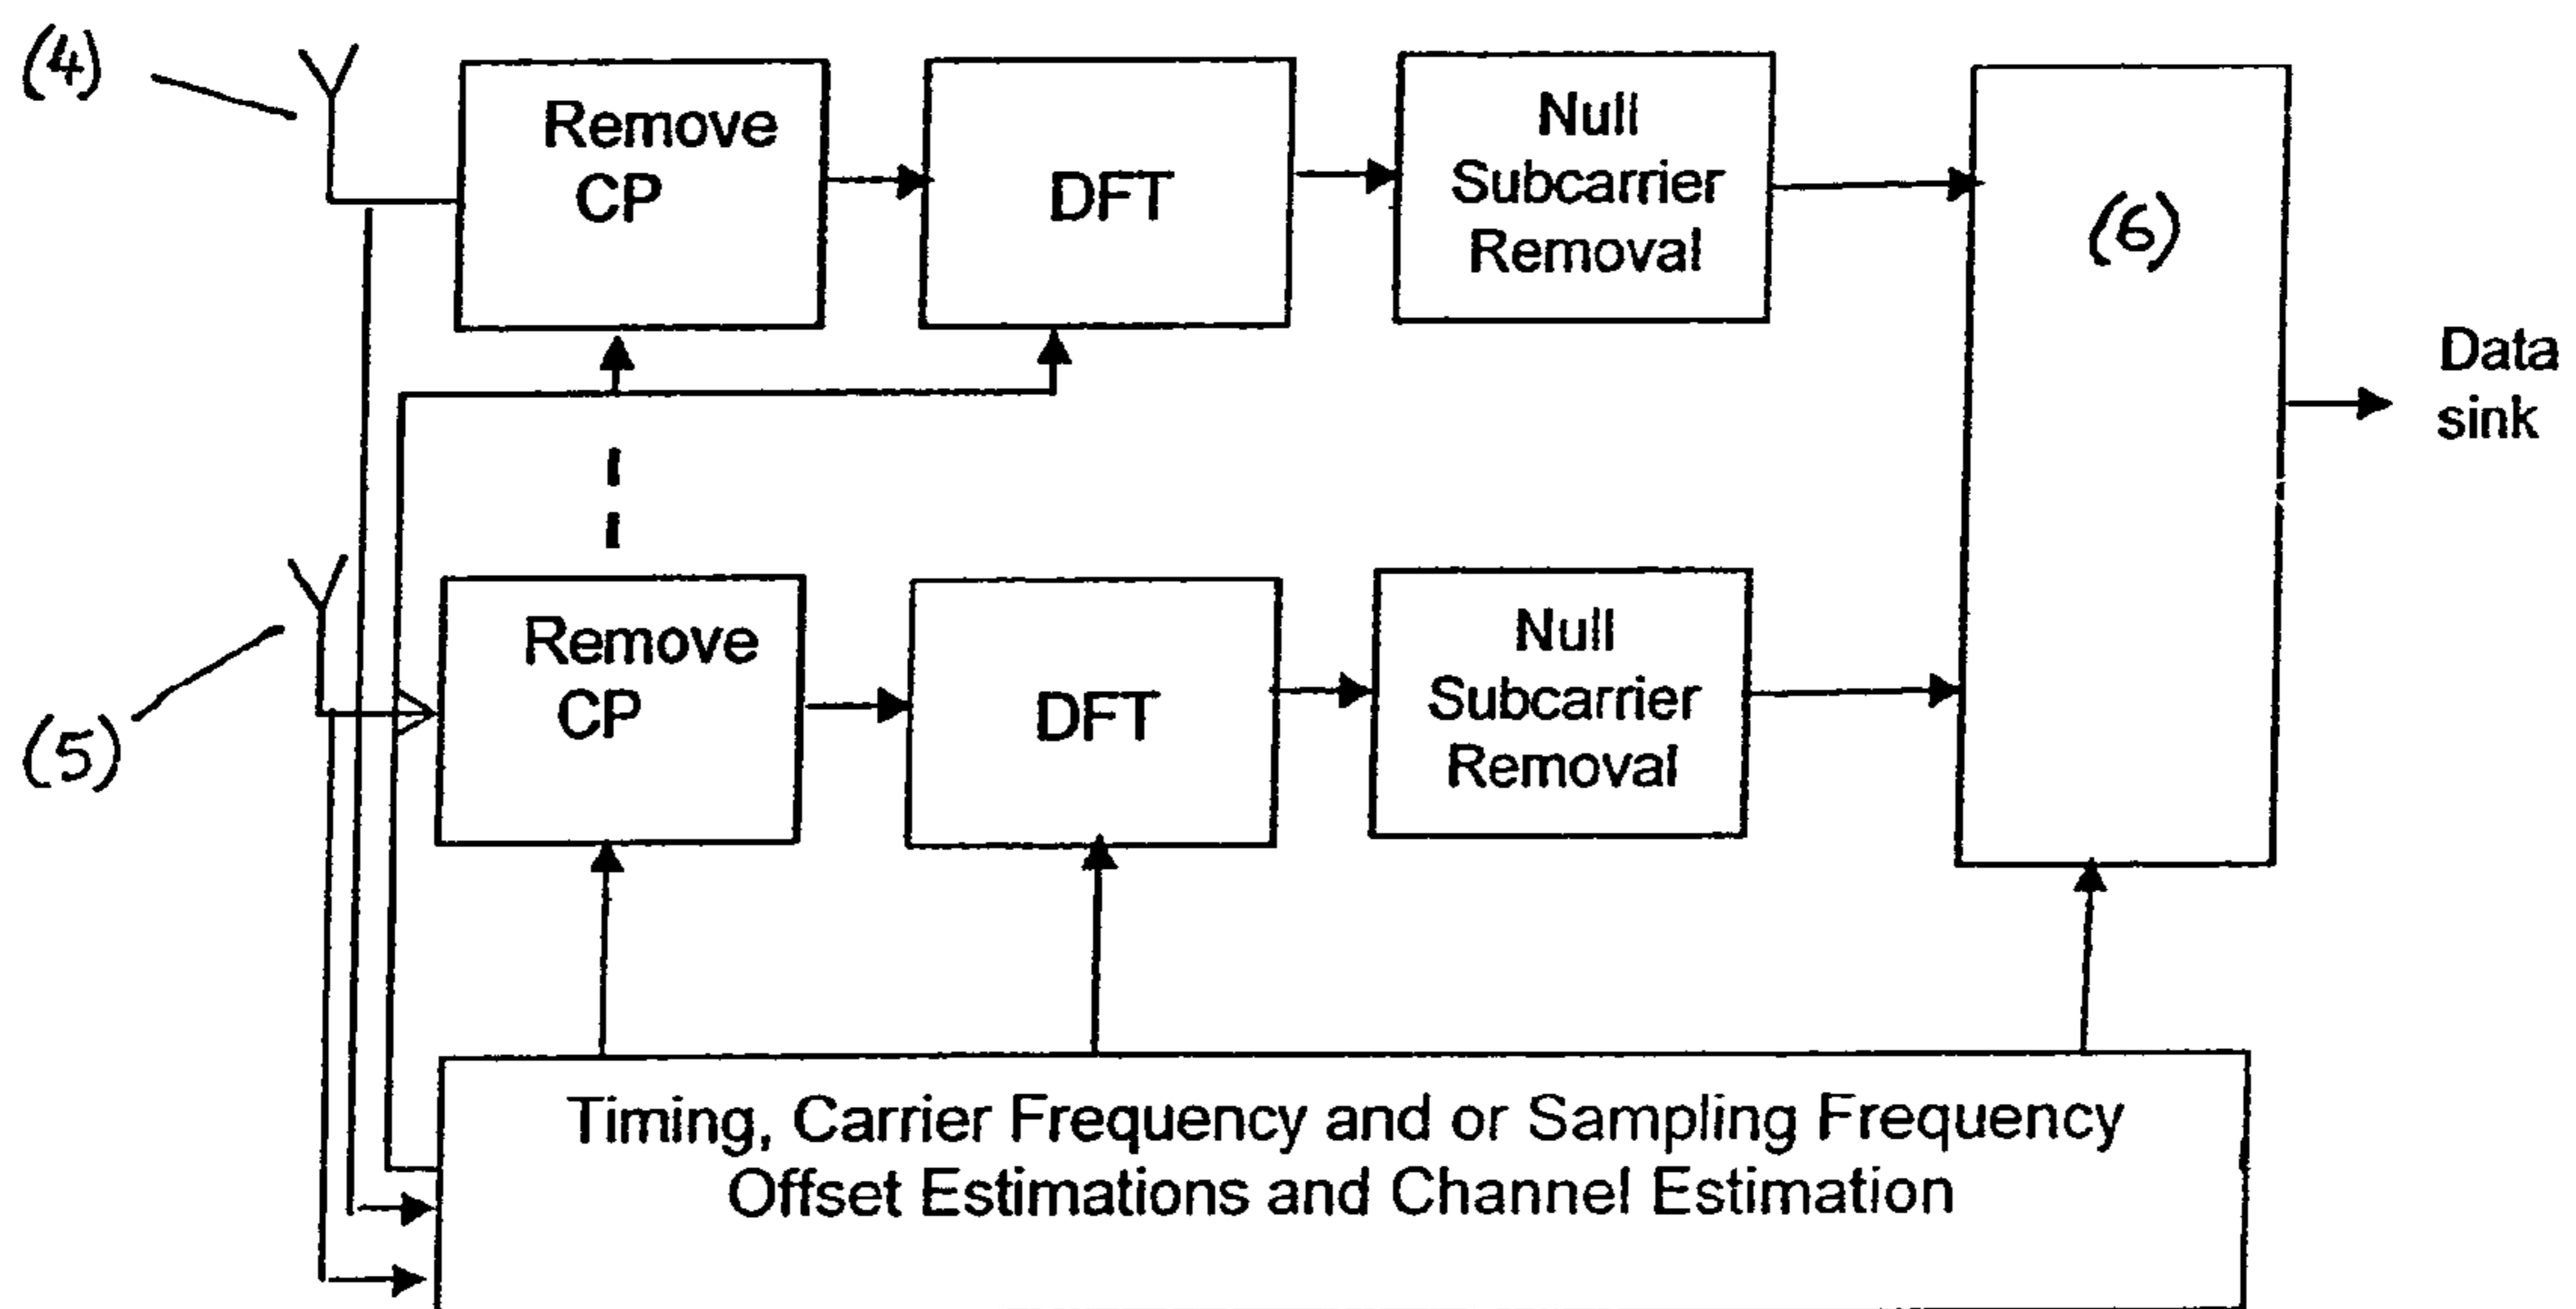 (4)
Remove
CP
DFT
Null
Subcarrier
Removal
(6)
Data
sink
(5)
Remove
CP
DFT
Null
Subcarrier
Removal
Timing, Carrier Frequency and or Sampling Frequency
Offset Estimations and Channel Estimation